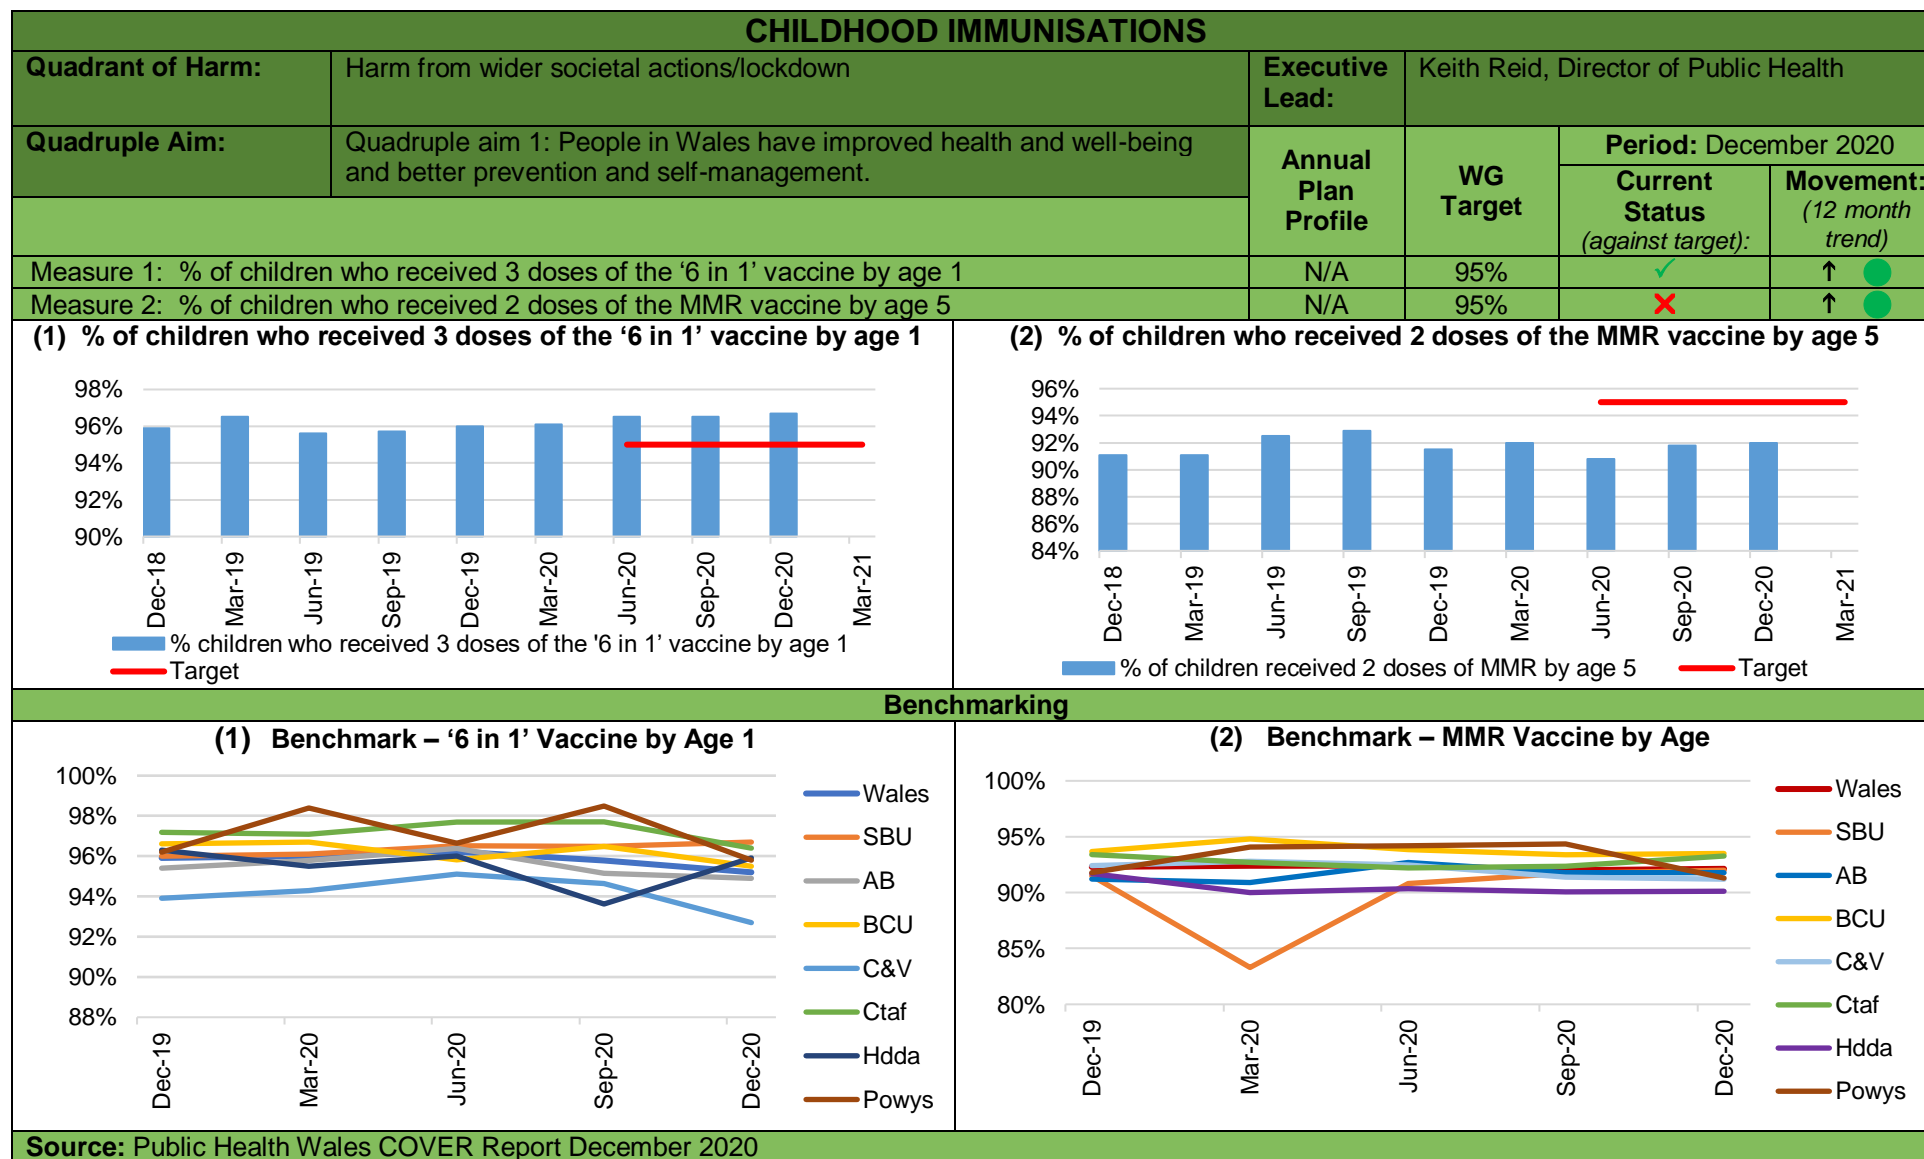 CHILDHOOD IMMUNISATIONS
Quadrant of Harm:
Harm from wider societal actions/lockdown
Executive
Lead:
Keith Reid, Director of Public Health
Quadruple Aim:
Quadruple aim 1: People in Wales have improved health and well-being
and better prevention and self-management.
Annual
Plan
Profile
WG
Target
Period: December 2020
Current
Status
(against target):
Movement:
(12 month
trend)
Measure 1: % of children who received 3 doses of the ‘6 in 1’ vaccine by age 1
N/A
95%
✓
↑
Measure 2: % of children who received 2 doses of the MMR vaccine by age 5
N/A
95%
✗
↑
(1) % of children who received 3 doses of the ‘6 in 1’ vaccine by age 1
98%
96%
94%
92%
90%
Dec-18
Mar-19
Jun-19
Sep-19
Dec-19
Mar-20
Jun-20
Sep-20
Dec-20
Mar-21
% children who received 3 doses of the '6 in 1’ vaccine by age 1
Target
(2) % of children who received 2 doses of the MMR vaccine by age 5
96%
94%
92%
90%
88%
86%
84%
Dec-18
Mar-19
Jun-19
Sep-19
Dec-19
Mar-20
Jun-20
Sep-20
Dec-20
Mar-21
% of children received 2 doses of MMR by age 5
Target
Benchmarking
(1) Benchmark – ‘6 in 1’ Vaccine by Age 1
100%
98%
96%
94%
92%
90%
88%
Dec-19
Mar-20
Jun-20
Sep-20
Dec-20
Wales
SBU
AB
BCU
C&V
Ctaf
Hdda
Powys
(2) Benchmark – MMR Vaccine by Age
100%
95%
90%
85%
80%
Dec-19
Mar-20
Jun-20
Sep-20
Dec-20
Wales
SBU
AB
BCU
C&V
Ctaf
Hdda
Powys
Source: Public Health Wales COVER Report December 2020